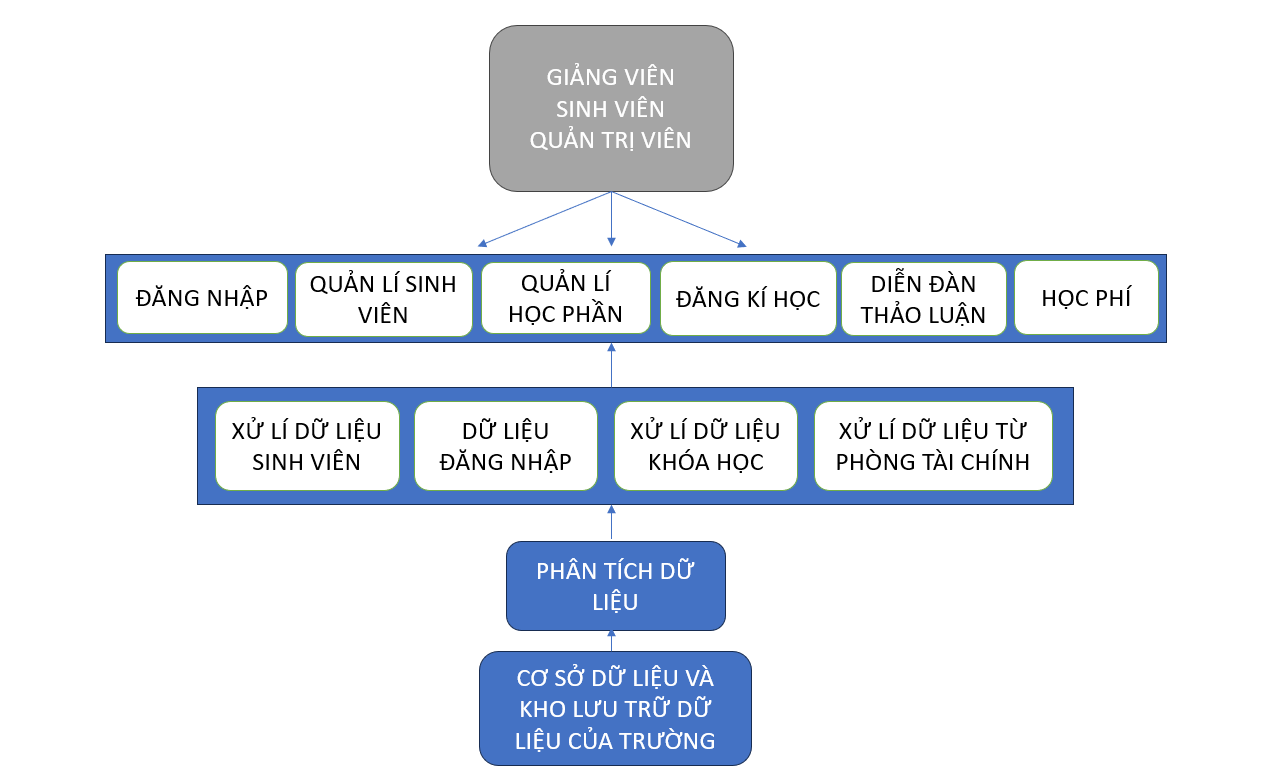 GIẢNG VIÊN
SINH VIÊN
QUẢN TRỊ VIÊN
ĐĂNG NHẬP
QUẢN LÍ SINH
VIÊN
QUẢN LÍ
HỌC PHẦN
ĐĂNG KÍ HỌC
DIỄN ĐÀN
THẢO LUẬN
HỌC PHÍ
XỬ LÍ DỮ LIỆU
SINH VIÊN
DỮ LIỆU
ĐĂNG NHẬP
XỬ LÍ DỮ LIỆU
KHÓA HỌC
XỬ LÍ DỮ LIỆU TỪ
PHÒNG TÀI CHÍNH
PHÂN TÍCH DỮ
LIỆU
CƠ SỞ DỮ LIỆU VÀ
KHO LƯU TRỮ DỮ
LIỆU CỦA TRƯỜNG